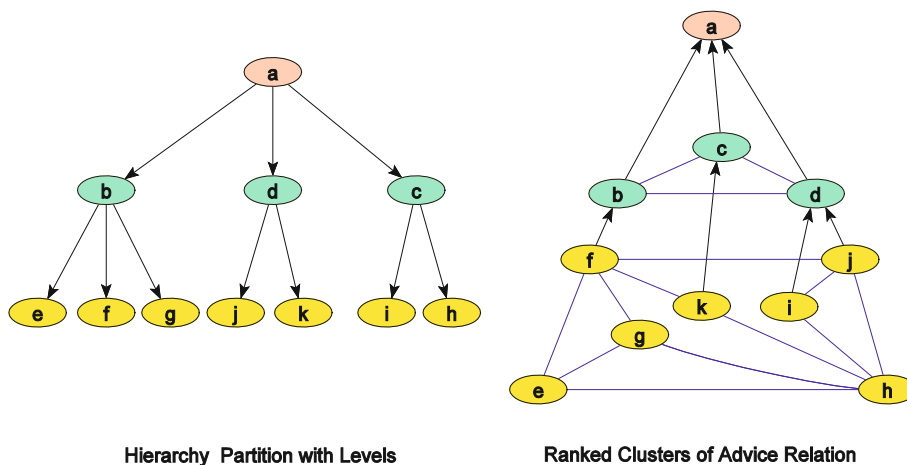 a
b d c
e f g j k i h
Hierarchy Partition with Levels
a
c
b d
f j
k i
g
e h
Ranked Clusters of Advice Relation